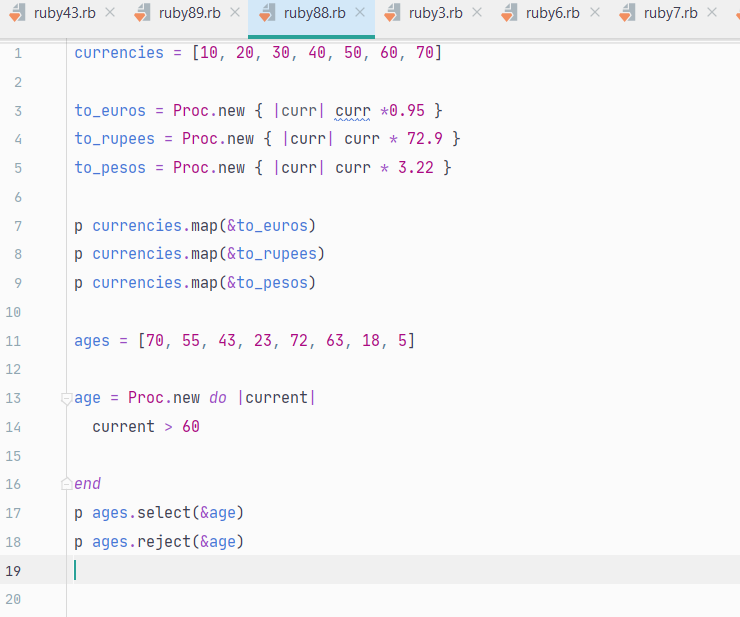 ruby43.rb ruby89.rb ruby88.rb ruby3.rb ruby6.rb ruby7.rb
1 currencies = [10, 20, 30, 40, 50, 60, 70]
2
3 to_euros = Proc.new { |curr| curr *0.95 }
4 to_rupees = Proc.new { |curr| curr * 72.9 }
5 to_pesos = Proc.new { |curr| curr * 3.22 }
6
7 p currencies.map(&to_euros)
8 p currencies.map(&to_rupees)
9 p currencies.map(&to_pesos)
10
11 ages = [70, 55, 43, 23, 72, 63, 18, 5]
12
13 age = Proc.new do |current|
14   current > 60
15
16 end
17 p ages.select(&age)
18 p ages.reject(&age)
19
20